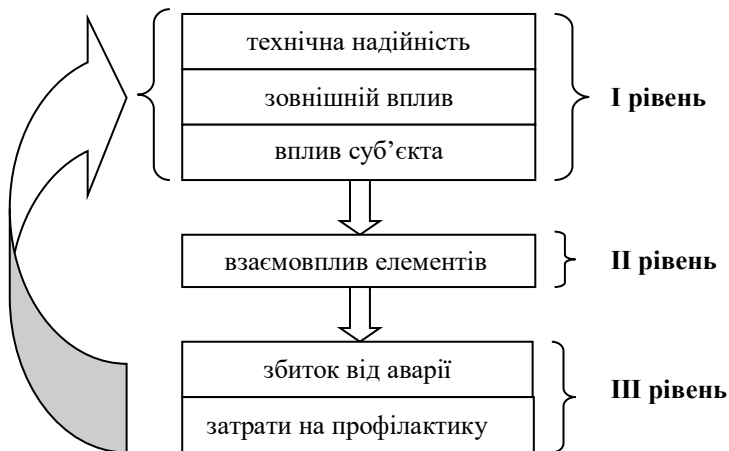 технічна надійність
зовнішній вплив
вплив суб’єкта
І рівень
взаємовплив елементів
ІІ рівень
збиток від аварії
затрати на профілактику
ІІІ рівень